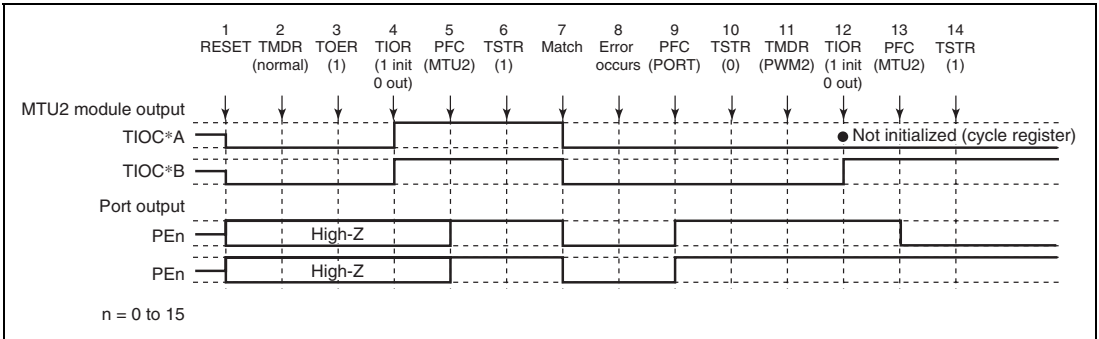 1 2 3 4 5 6 7 8 9 10 11 12 13 14
RESET TMDR TOER TIOR PFC TSTR Match Error PFC TSTR TMDR TIOR PFC TSTR
(normal) (1) (1 init (MTU2) (1) occurs (PORT) (0) (PWM2) (1 init (MTU2) (1)
0 out) 0 out)
MTU2 module output
TIOC*A ● Not initialized (cycle register)
TIOC*B
Port output
PEn High-Z
PEn High-Z
n = 0 to 15